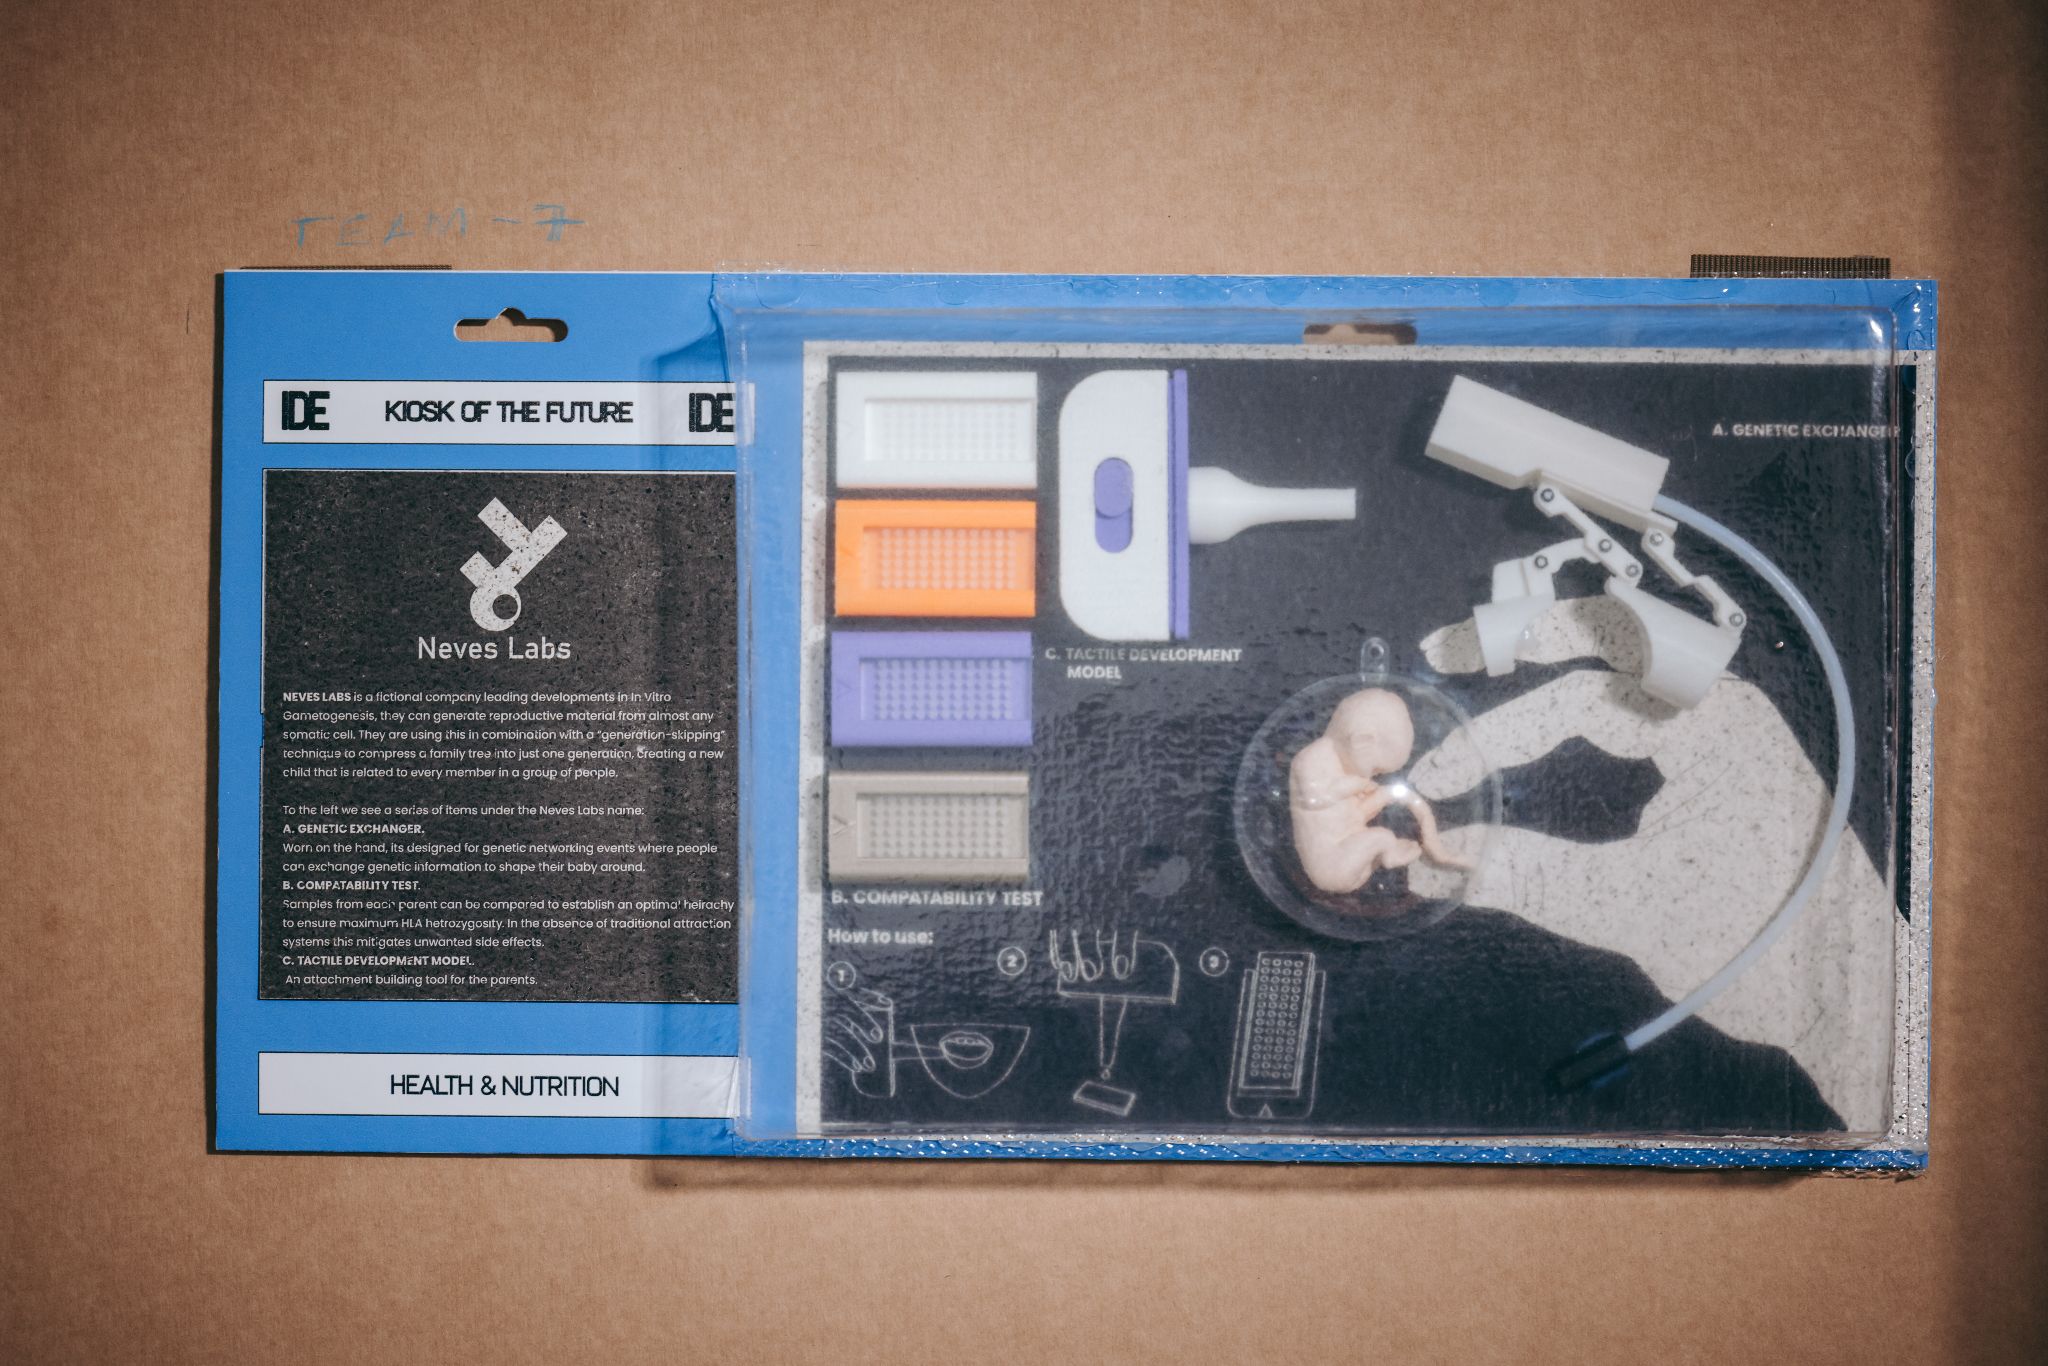 TEAM-7
IDE
KIOSK OF THE FUTURE
IDE
Neves Labs
NEVES LABS is a fictional company leading developments in In Vitro
Gametogenesis, they can generate reproductive material from almost any
somatic cell. They are using this in combination with a "generation-skipping"
technique to compress a family tree into just one generation, creating a new
child that is related to every member in a group of people.
To the left we see a series of items under the Neves Labs name:
A. GENETIC EXCHANGER.
Worn on the hand, its designed for genetic networking events where people
can exchange genetic information to shape their baby around.
B. COMPATABILITY TEST.
Samples from each parent can be compared to establish an optimal heirachy
to ensure maximum HLA hetrozygosity. In the absence of traditional attraction
systems this mitigates unwanted side effects.
C. TACTILE DEVELOPMENT MODEL.
An attachment building tool for the parents.
HEALTH & NUTRITION
A. GENETIC EXCHANGER
C. TACTILE DEVELOPMENT
MODEL
B. COMPATABILITY TEST
How to use:
1
2
3